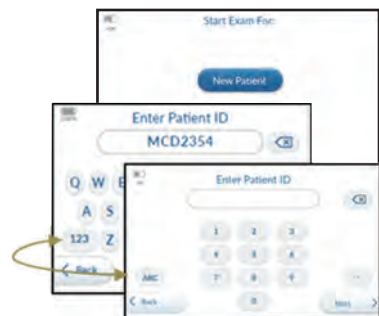 Start Exam For:
New Patient
Enter Patient ID
MCD2354
Q W E
A S
123 Z
Back
Enter Patient ID
1 2 3
4 5 6
ABC 7 8 9
Back 0 Next